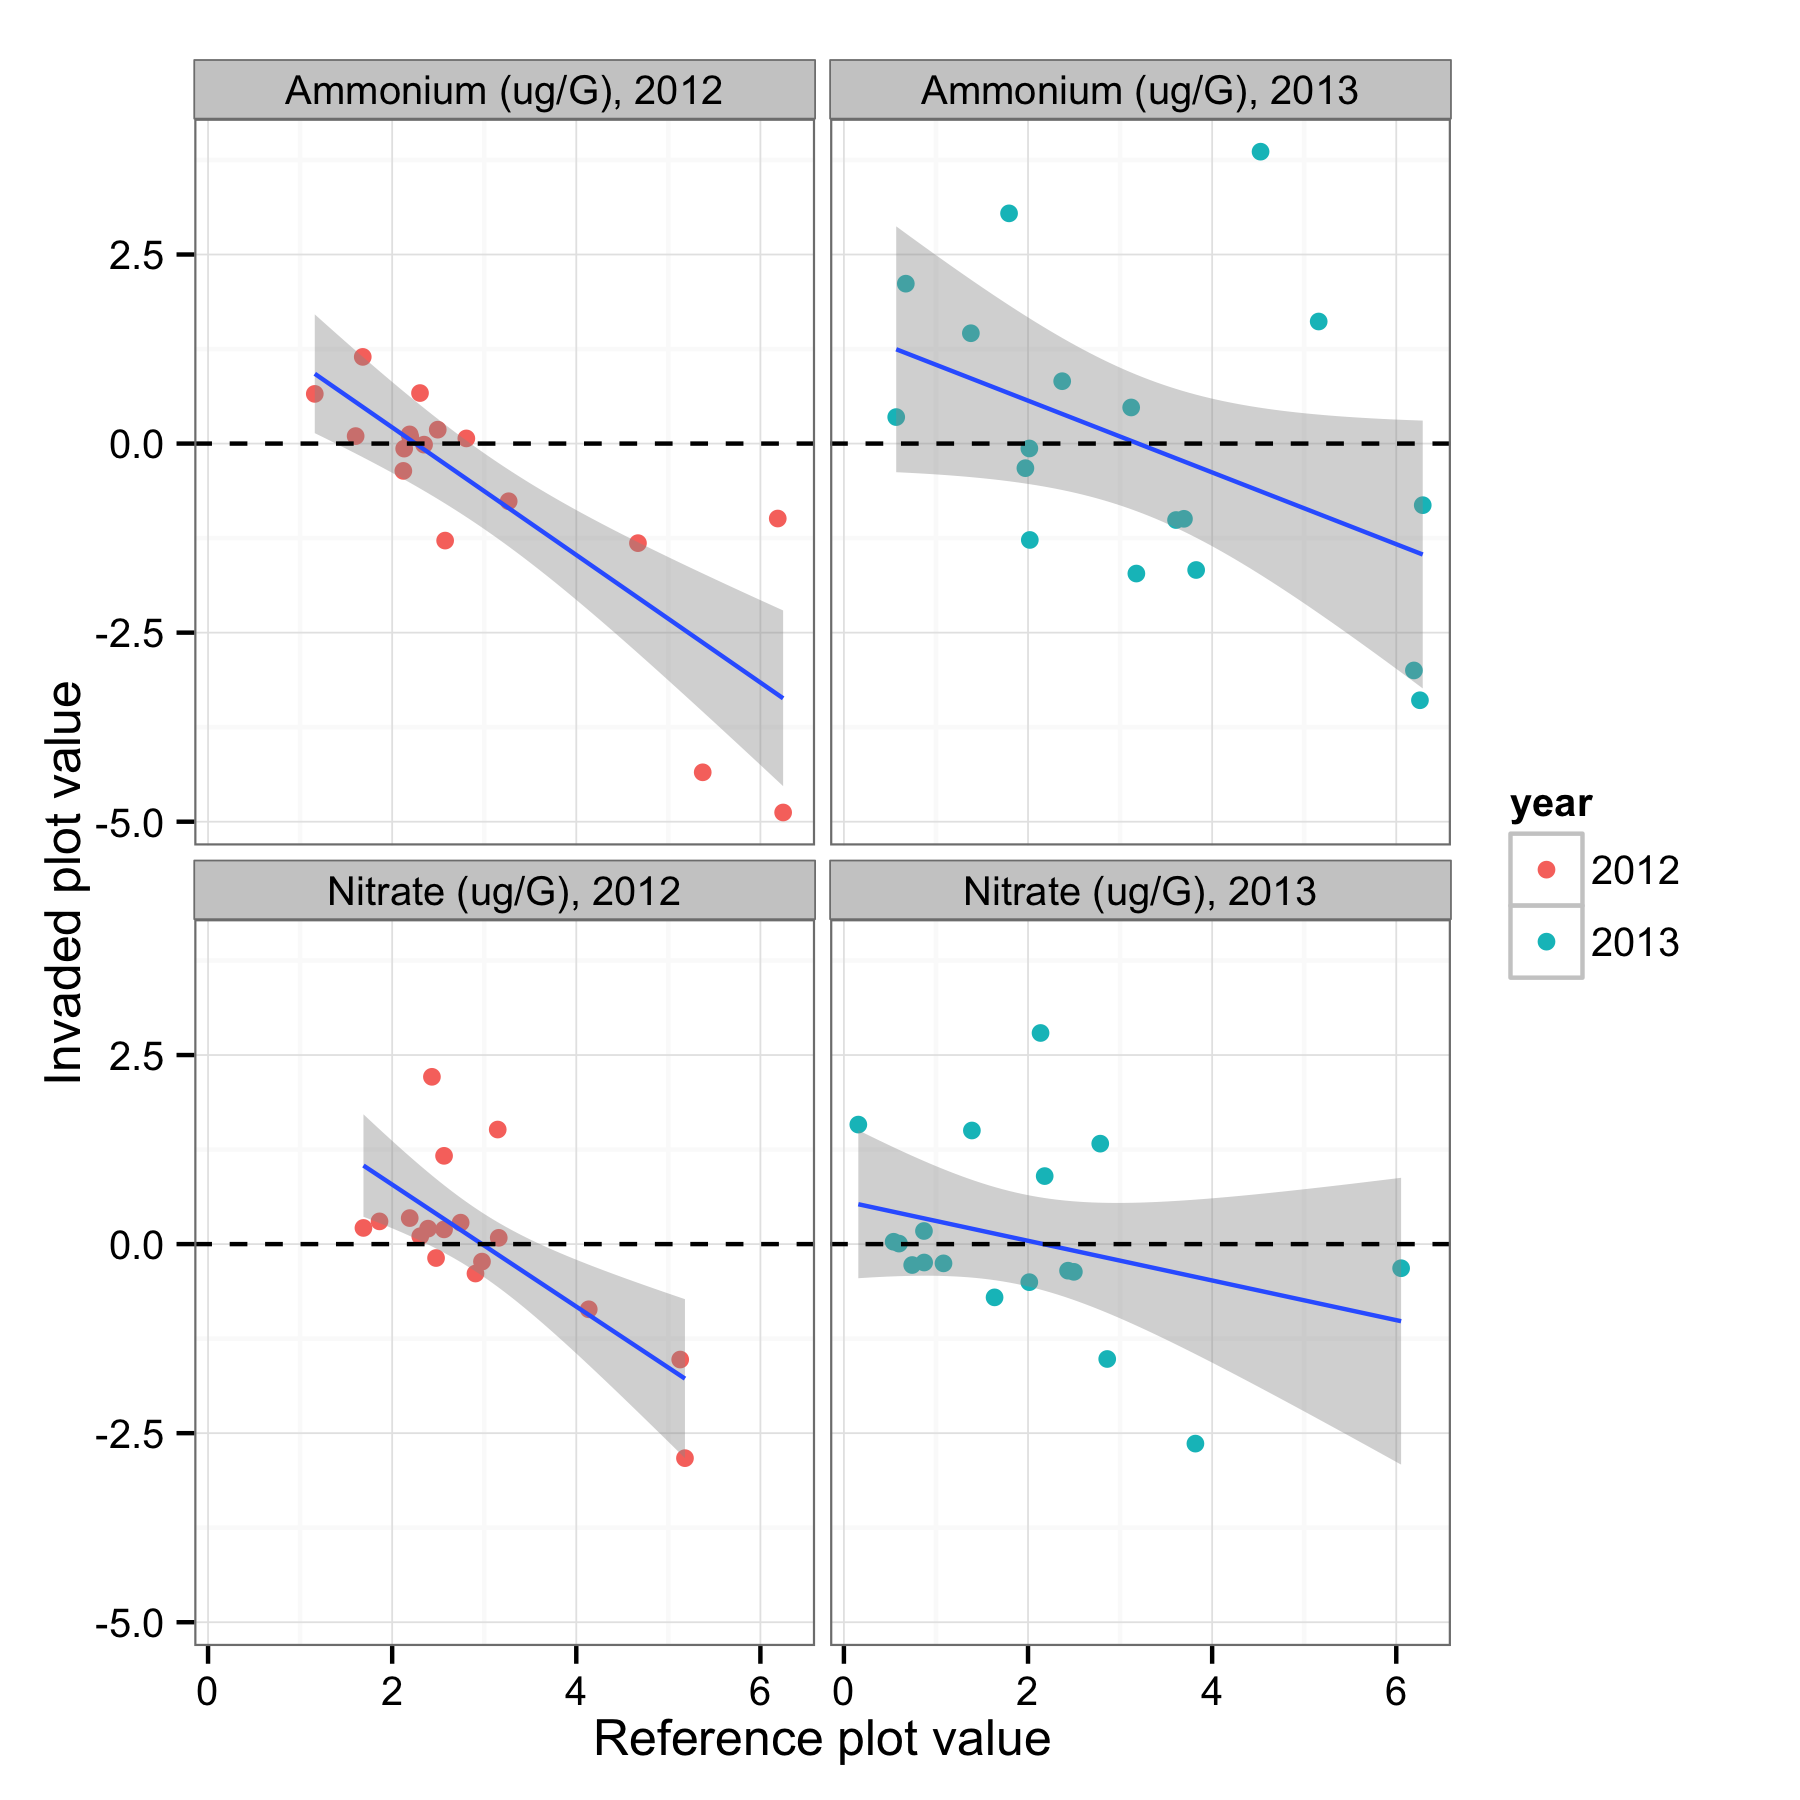 Ammonium (ug/G), 2012
Ammonium (ug/G), 2013
2.5
0.0
-2.5
-5.0
Nitrate (ug/G), 2012
Nitrate (ug/G), 2013
2.5
0.0
-2.5
-5.0
0 2 4 6
0 2 4 6
Reference plot value
Invaded plot value
year
2012
2013